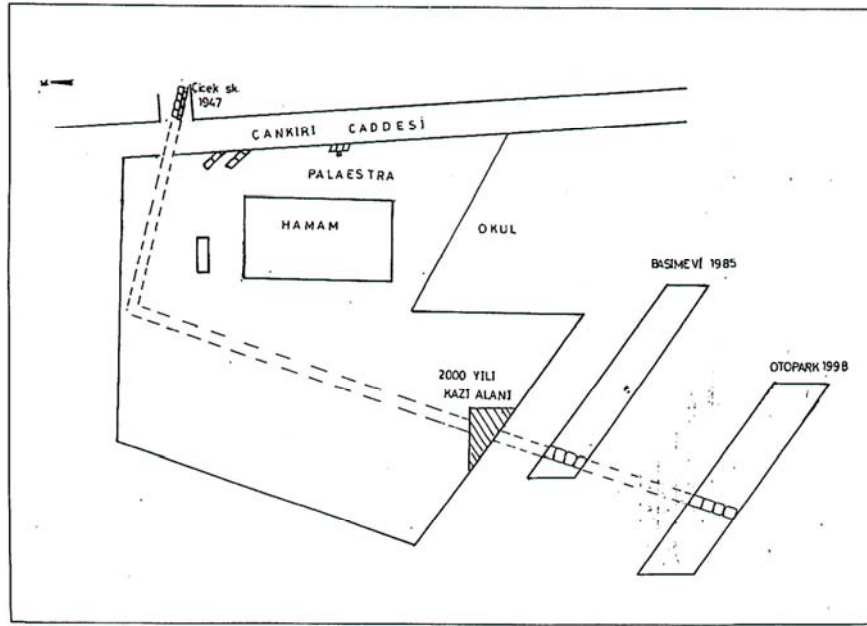 K
Çiçek sk.
1947
ÇANKIRI CADDESİ
PALAESTRA
HAMAM
OKUL
BASIMEVİ 1985
OTOPARK 1998
2000 YILI
KAZI ALANI